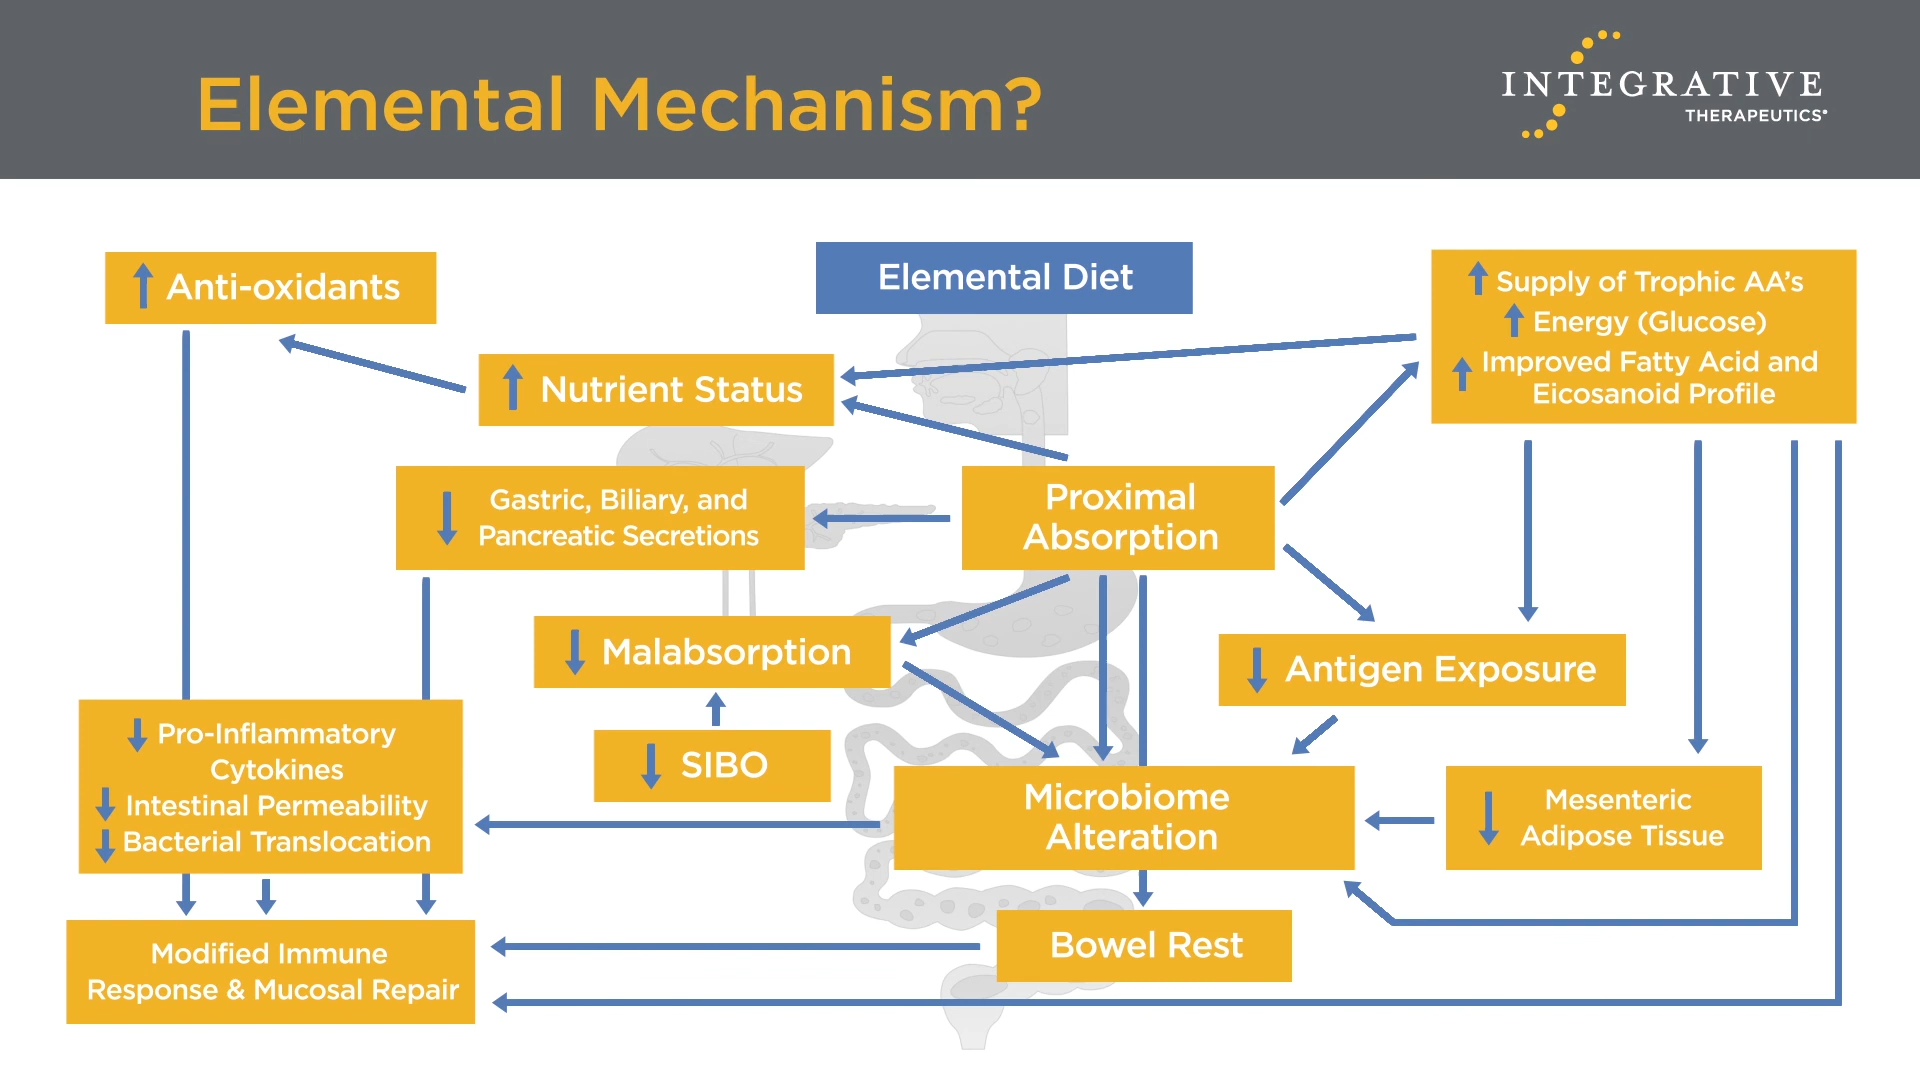 Elemental Mechanism?
INTEGRATIVE
THERAPEUTICS®
Anti-oxidants
Elemental Diet
Supply of Trophic AA's
Energy (Glucose)
Improved Fatty Acid and
Eicosanoid Profile
Nutrient Status
Gastric, Biliary, and
Pancreatic Secretions
Proximal
Absorption
Malabsorption
Antigen Exposure
SIBO
Pro-Inflammatory
Cytokines
Intestinal Permeability
Bacterial Translocation
Microbiome
Alteration
Mesenteric
Adipose Tissue
Bowel Rest
Modified Immune
Response & Mucosal Repair